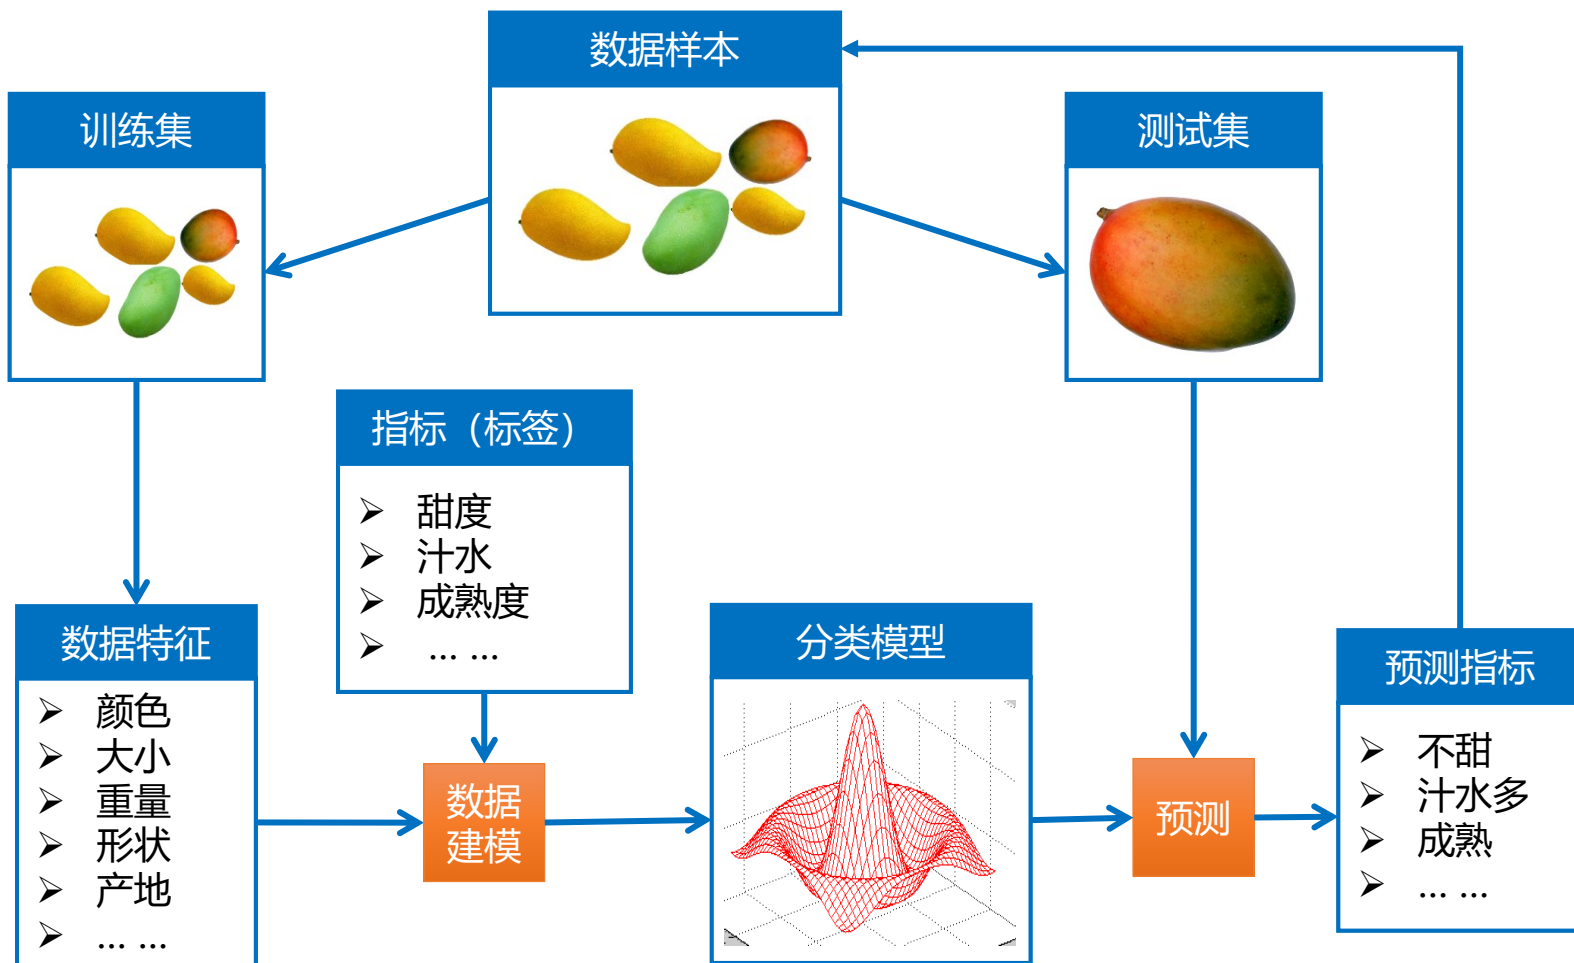 数据样本
训练集
测试集
指标（标签）
➢ 甜度
➢ 汁水
➢ 成熟度
➢ ... ...
数据特征
➢ 颜色
➢ 大小
➢ 重量
➢ 形状
➢ 产地
➢ ... ...
数据
建模
分类模型
预测
预测指标
➢ 不甜
➢ 汁水多
➢ 成熟
➢ ... ...